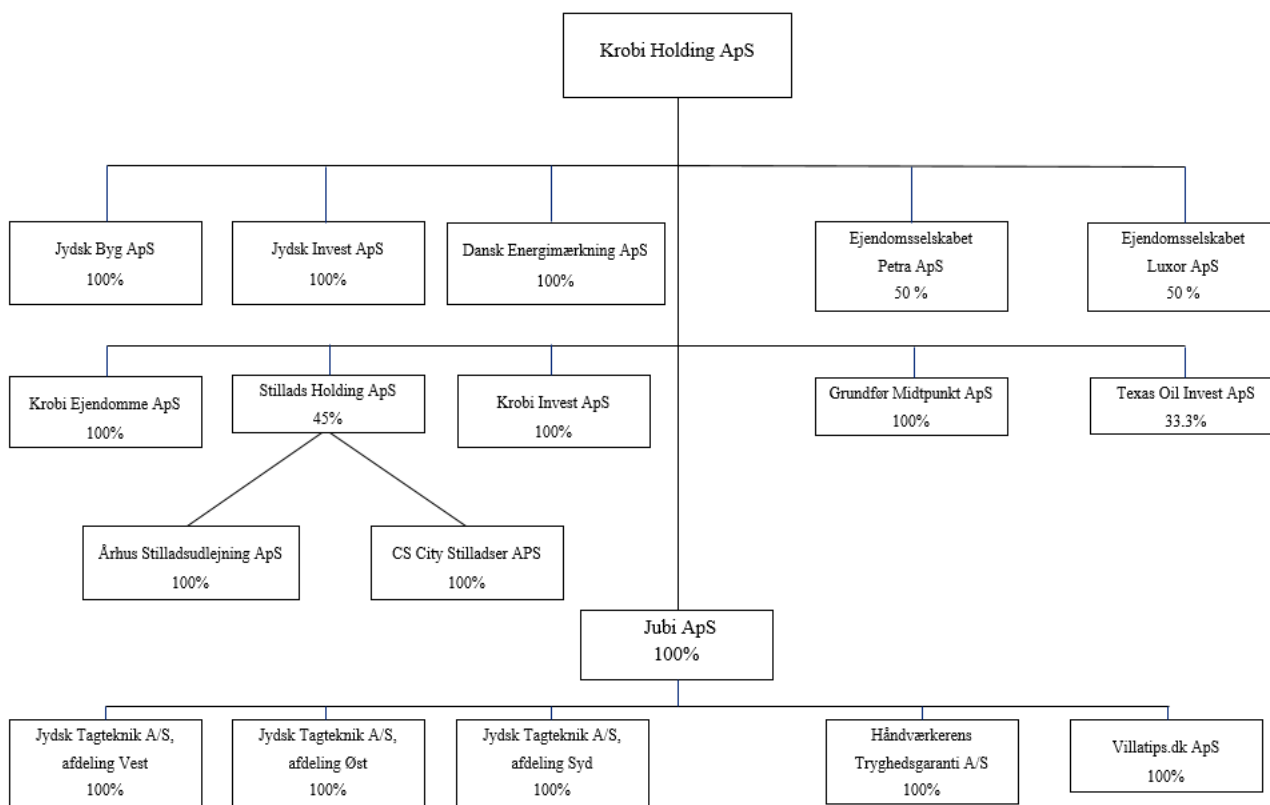 Krobi Holding ApS
Jydsk Byg ApS
100%
Jydsk Invest ApS
100%
Dansk Energimærkning ApS
100%
Ejendomsselskabet
Petra ApS
50 %
Ejendomsselskabet
Luxor ApS
50 %
Krobi Ejendomme ApS
100%
Stillads Holding ApS
45%
Krobi Invest ApS
100%
Grundfør Midtpunkt ApS
100%
Texas Oil Invest ApS
33.3%
Århus Stilladsudlejning ApS
100%
CS City Stilladser APS
100%
Jubi ApS
100%
Jydsk Tagteknik A/S,
afdeling Vest
100%
Jydsk Tagteknik A/S,
afdeling Øst
100%
Jydsk Tagteknik A/S,
afdeling Syd
100%
Håndværkerens
Tryghedsgaranti A/S
100%
Villatips.dk ApS
100%